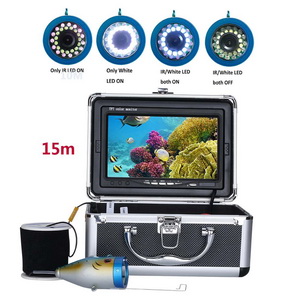 Only IR LED ON
Only White
LED ON
IR/White LED
both ON
IR/White LED
both OFF
15m